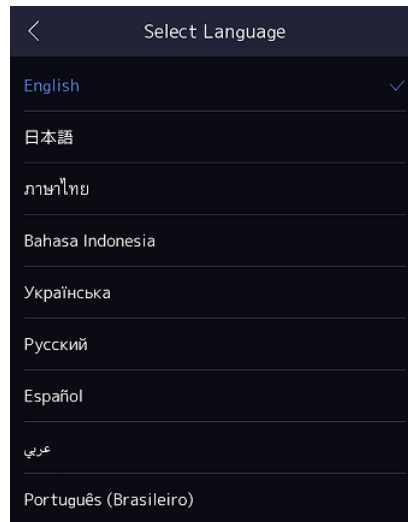 Select Language
English
日本語
ภาษาไทย
Bahasa Indonesia
Українська
Русский
Español
عربي
Português (Brasileiro)